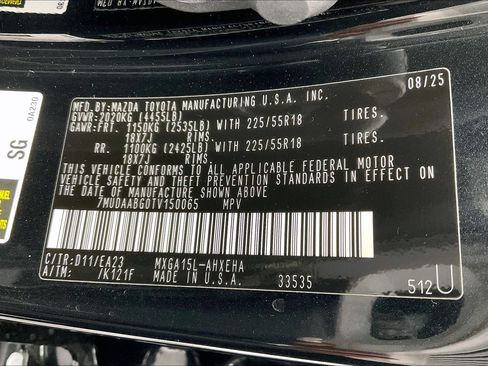 MFD.BY:MAZDA TOYOTA MANUFACTURING U.S.A. INC. 08/25
GVWR:2020KG (4455LB)
GAWR:FRT. 1150KG (2535LB) WITH 225/55R18 TIRES.
18X7J RIMS
RR. 1100KG (2425LB) WITH 225/55R18 TIRES.
18X7J RIMS
THIS VEHICLE CONFORMS TO ALL APPLICABLE FEDERAL MOTOR
VEHICLE SAFETY AND THEFT PREVENTION STANDARDS IN EFFECT ON
THE DATE OF MANUFACTURE SHOWN ABOVE
7MUDAABG0TV150065 MPV
C/TR:D11/EA23 MXGA15L-AHXEHA
A/TM: /K121F MADE IN U.S.A. 33535
512U
SG
0A230